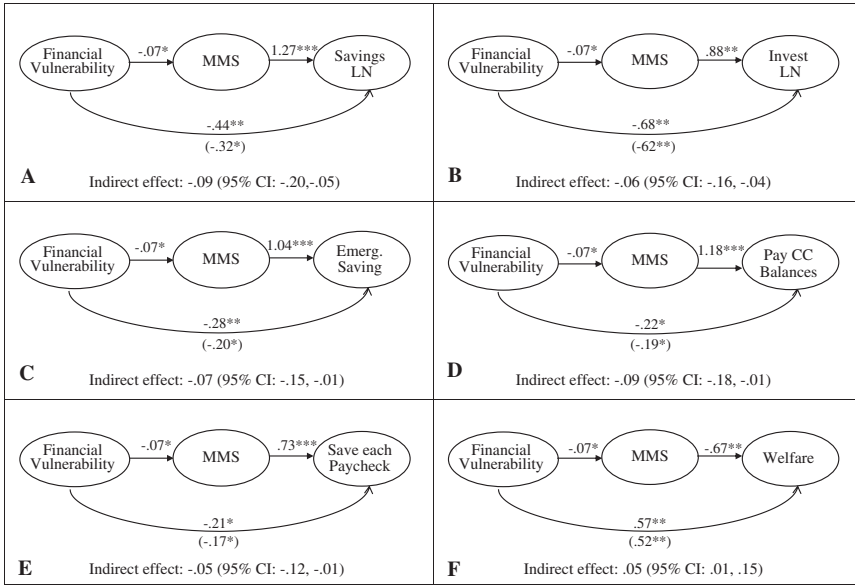 Financial
Vulnerability
-.07*
MMS
1.27***
Savings
LN
-.44**
(-.32*)
A
Indirect effect: -.09 (95% CI: -.20,-.05)
Financial
Vulnerability
-.07*
MMS
.88**
Invest
LN
-.68**
(-62**)
B
Indirect effect: -.06 (95% CI: -.16, -.04)
Financial
Vulnerability
-.07*
MMS
1.04***
Emerg.
Saving
-.28**
(-.20*)
C
Indirect effect: -.07 (95% CI: -.15, -.01)
Financial
Vulnerability
-.07*
MMS
1.18***
Pay CC
Balances
-.22*
(-.19*)
D
Indirect effect: -.09 (95% CI: -.18, -.01)
Financial
Vulnerability
-.07*
MMS
.73***
Save each
Paycheck
-.21*
(-.17*)
E
Indirect effect: -.05 (95% CI: -.12, -.01)
Financial
Vulnerability
-.07*
MMS
-.67**
Welfare
.57**
(.52**)
F
Indirect effect: .05 (95% CI: .01, .15)